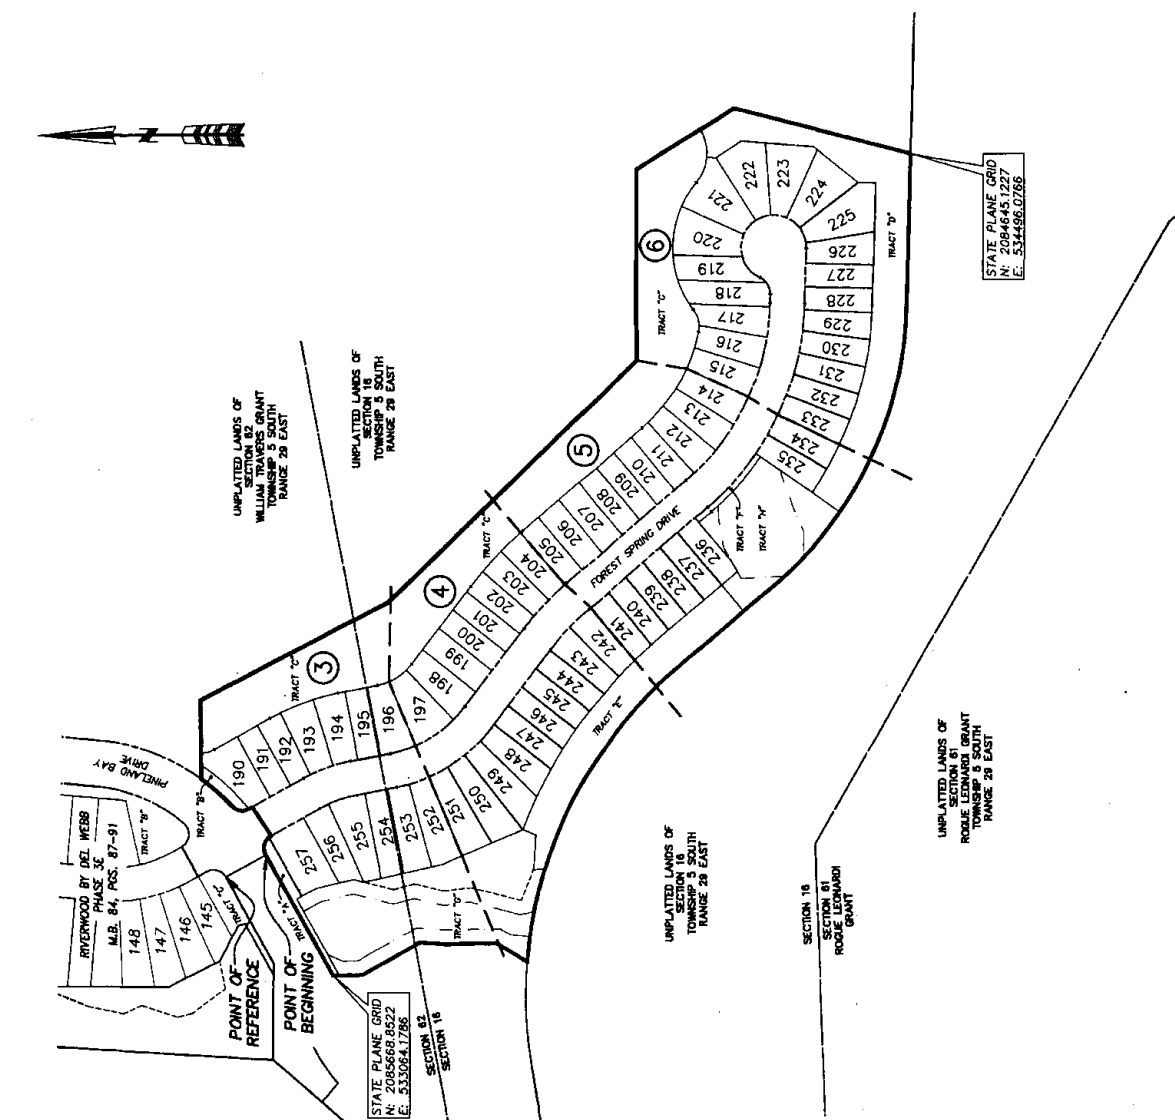 N
UNPLATTED LANDS OF
SECTION 62
WILLIAM TRAVERS GRANT
TOWNSHIP 5 SOUTH
RANGE 29 EAST
UNPLATTED LANDS OF
SECTION 16
TOWNSHIP 5 SOUTH
RANGE 29 EAST
STATE PLANE GRID
N: 2084645.1227
E: 534496.0766
6
TRACT "C"
TRACT "D"
5
TRACT "C"
4
3
TRACT "C"
190
191
192
193
194
195
196
197
198
199
200
201
202
203
204
205
206
207
208
209
210
211
212
213
214
215
216
217
218
219
220
221
222
223
224
225
226
227
228
229
230
231
232
233
234
235
TRACT "F"
TRACT "H"
FOREST SPRING DRIVE
236
237
238
239
240
241
242
243
244
245
246
247
248
249
250
251
252
253
254
255
256
257
TRACT "E"
TRACT "G"
TRACT "A"
TRACT "B"
PINELAND BAY
DRIVE
TRACT "B"
RIVERWOOD BY DEL WEBB
PHASE 3E
M.B. 84, PGS. 87-91
148
147
146
145
POINT OF
REFERENCE
POINT OF
BEGINNING
STATE PLANE GRID
N: 2085668.8522
E: 533064.1786
SECTION 62
SECTION 16
UNPLATTED LANDS OF
SECTION 16
TOWNSHIP 5 SOUTH
RANGE 29 EAST
SECTION 16
SECTION 61
ROQUE LEONARDI
GRANT
UNPLATTED LANDS OF
SECTION 61
ROQUE LEONARDI GRANT
TOWNSHIP 5 SOUTH
RANGE 29 EAST